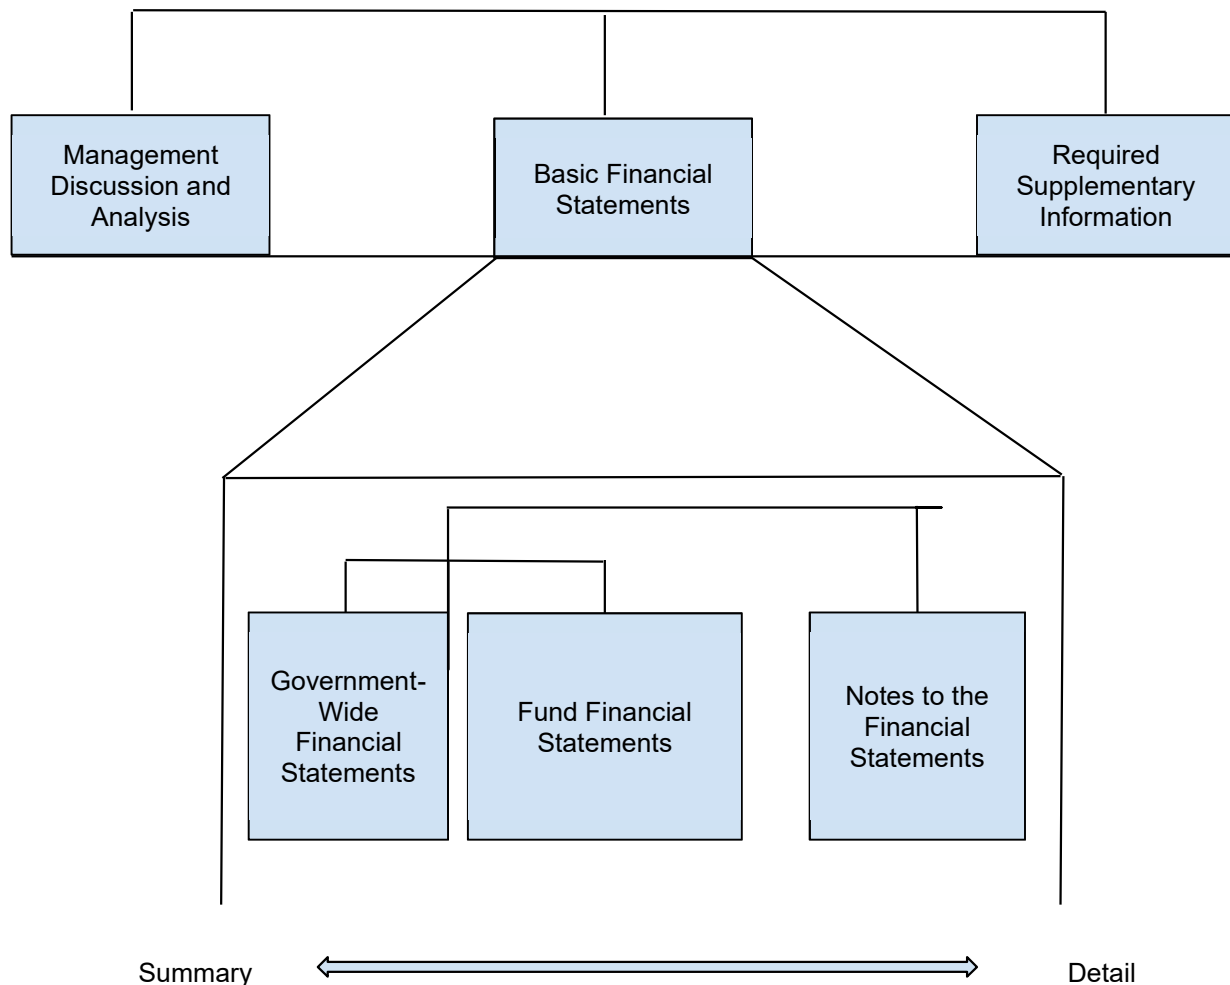 Management
Discussion and
Analysis
Basic Financial
Statements
Required
Supplementary
Information
Government-
Wide
Financial
Statements
Fund Financial
Statements
Notes to the
Financial
Statements
Summary
Detail